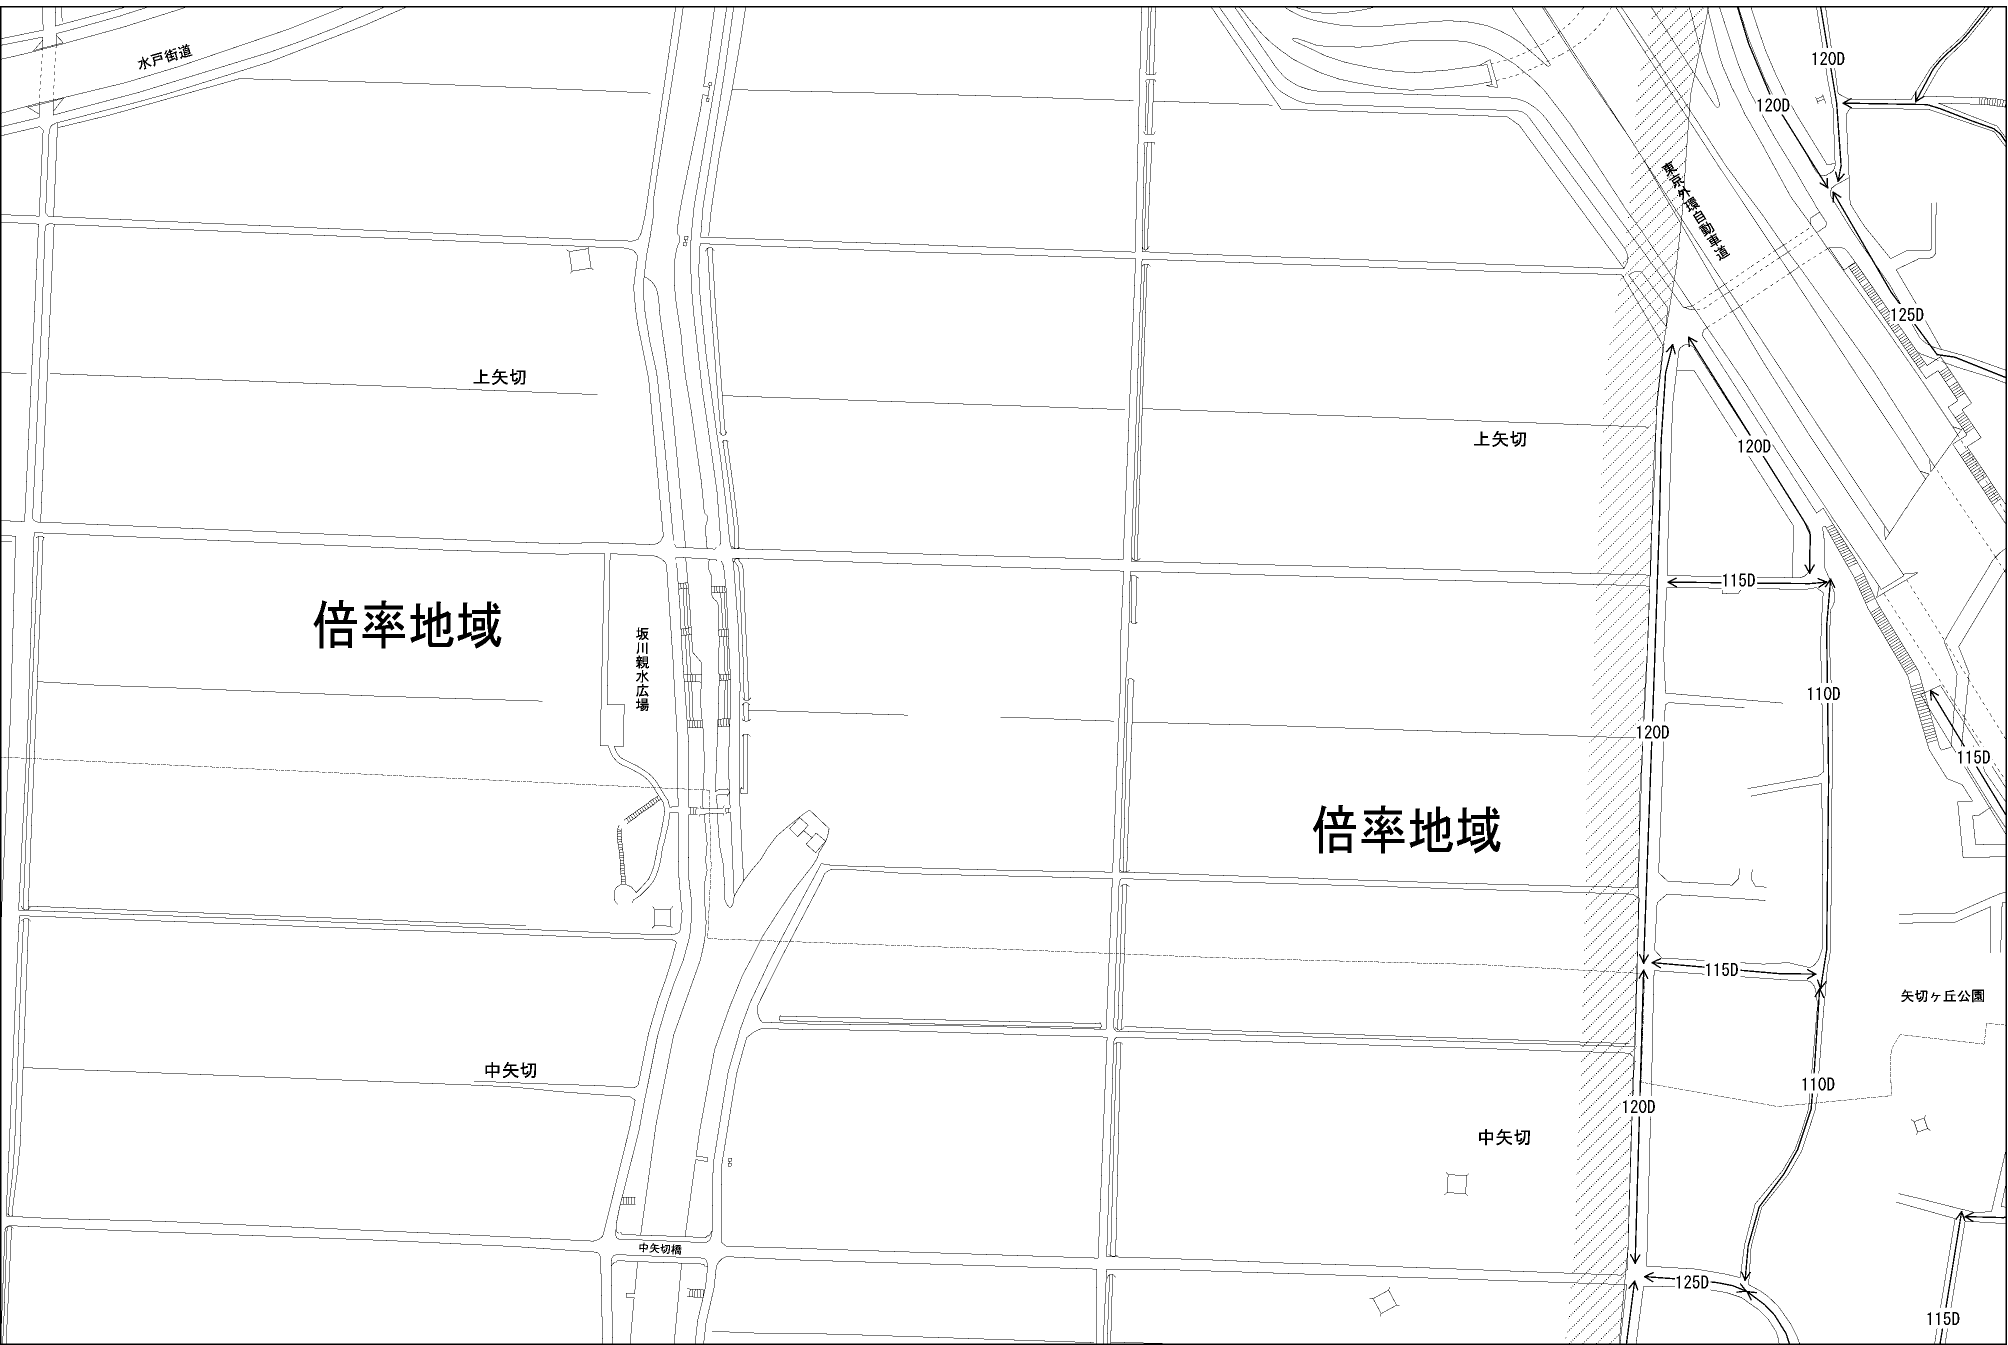 水戸街道
120D
120D
東京外環自動車道
125D
上矢切
上矢切
120D
115D
倍率地域
坂川親水広場
110D
120D
115D
倍率地域
115D
矢切ヶ丘公園
中矢切
110D
120D
中矢切
中矢切橋
125D
115D